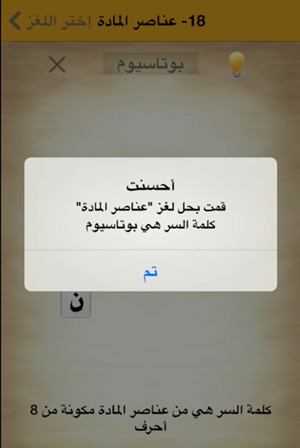 18- عناصر المادة إختر اللغز
بوتاسيوم
أحسنت
قمت بحل لغز "عناصر المادة"
كلمة السر هي بوتاسيوم
تم
ن
كلمة السر هي من عناصر المادة مكونة من 8
أحرف